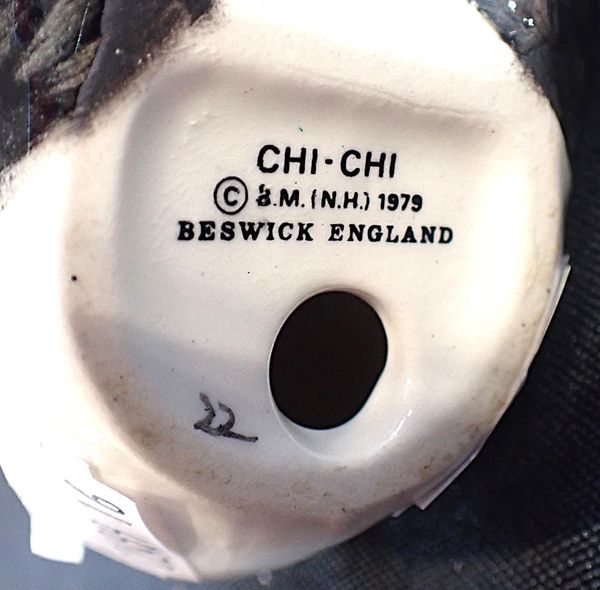 CHI-CHI
© B.M. (N.H.) 1979
BESWICK ENGLAND
22